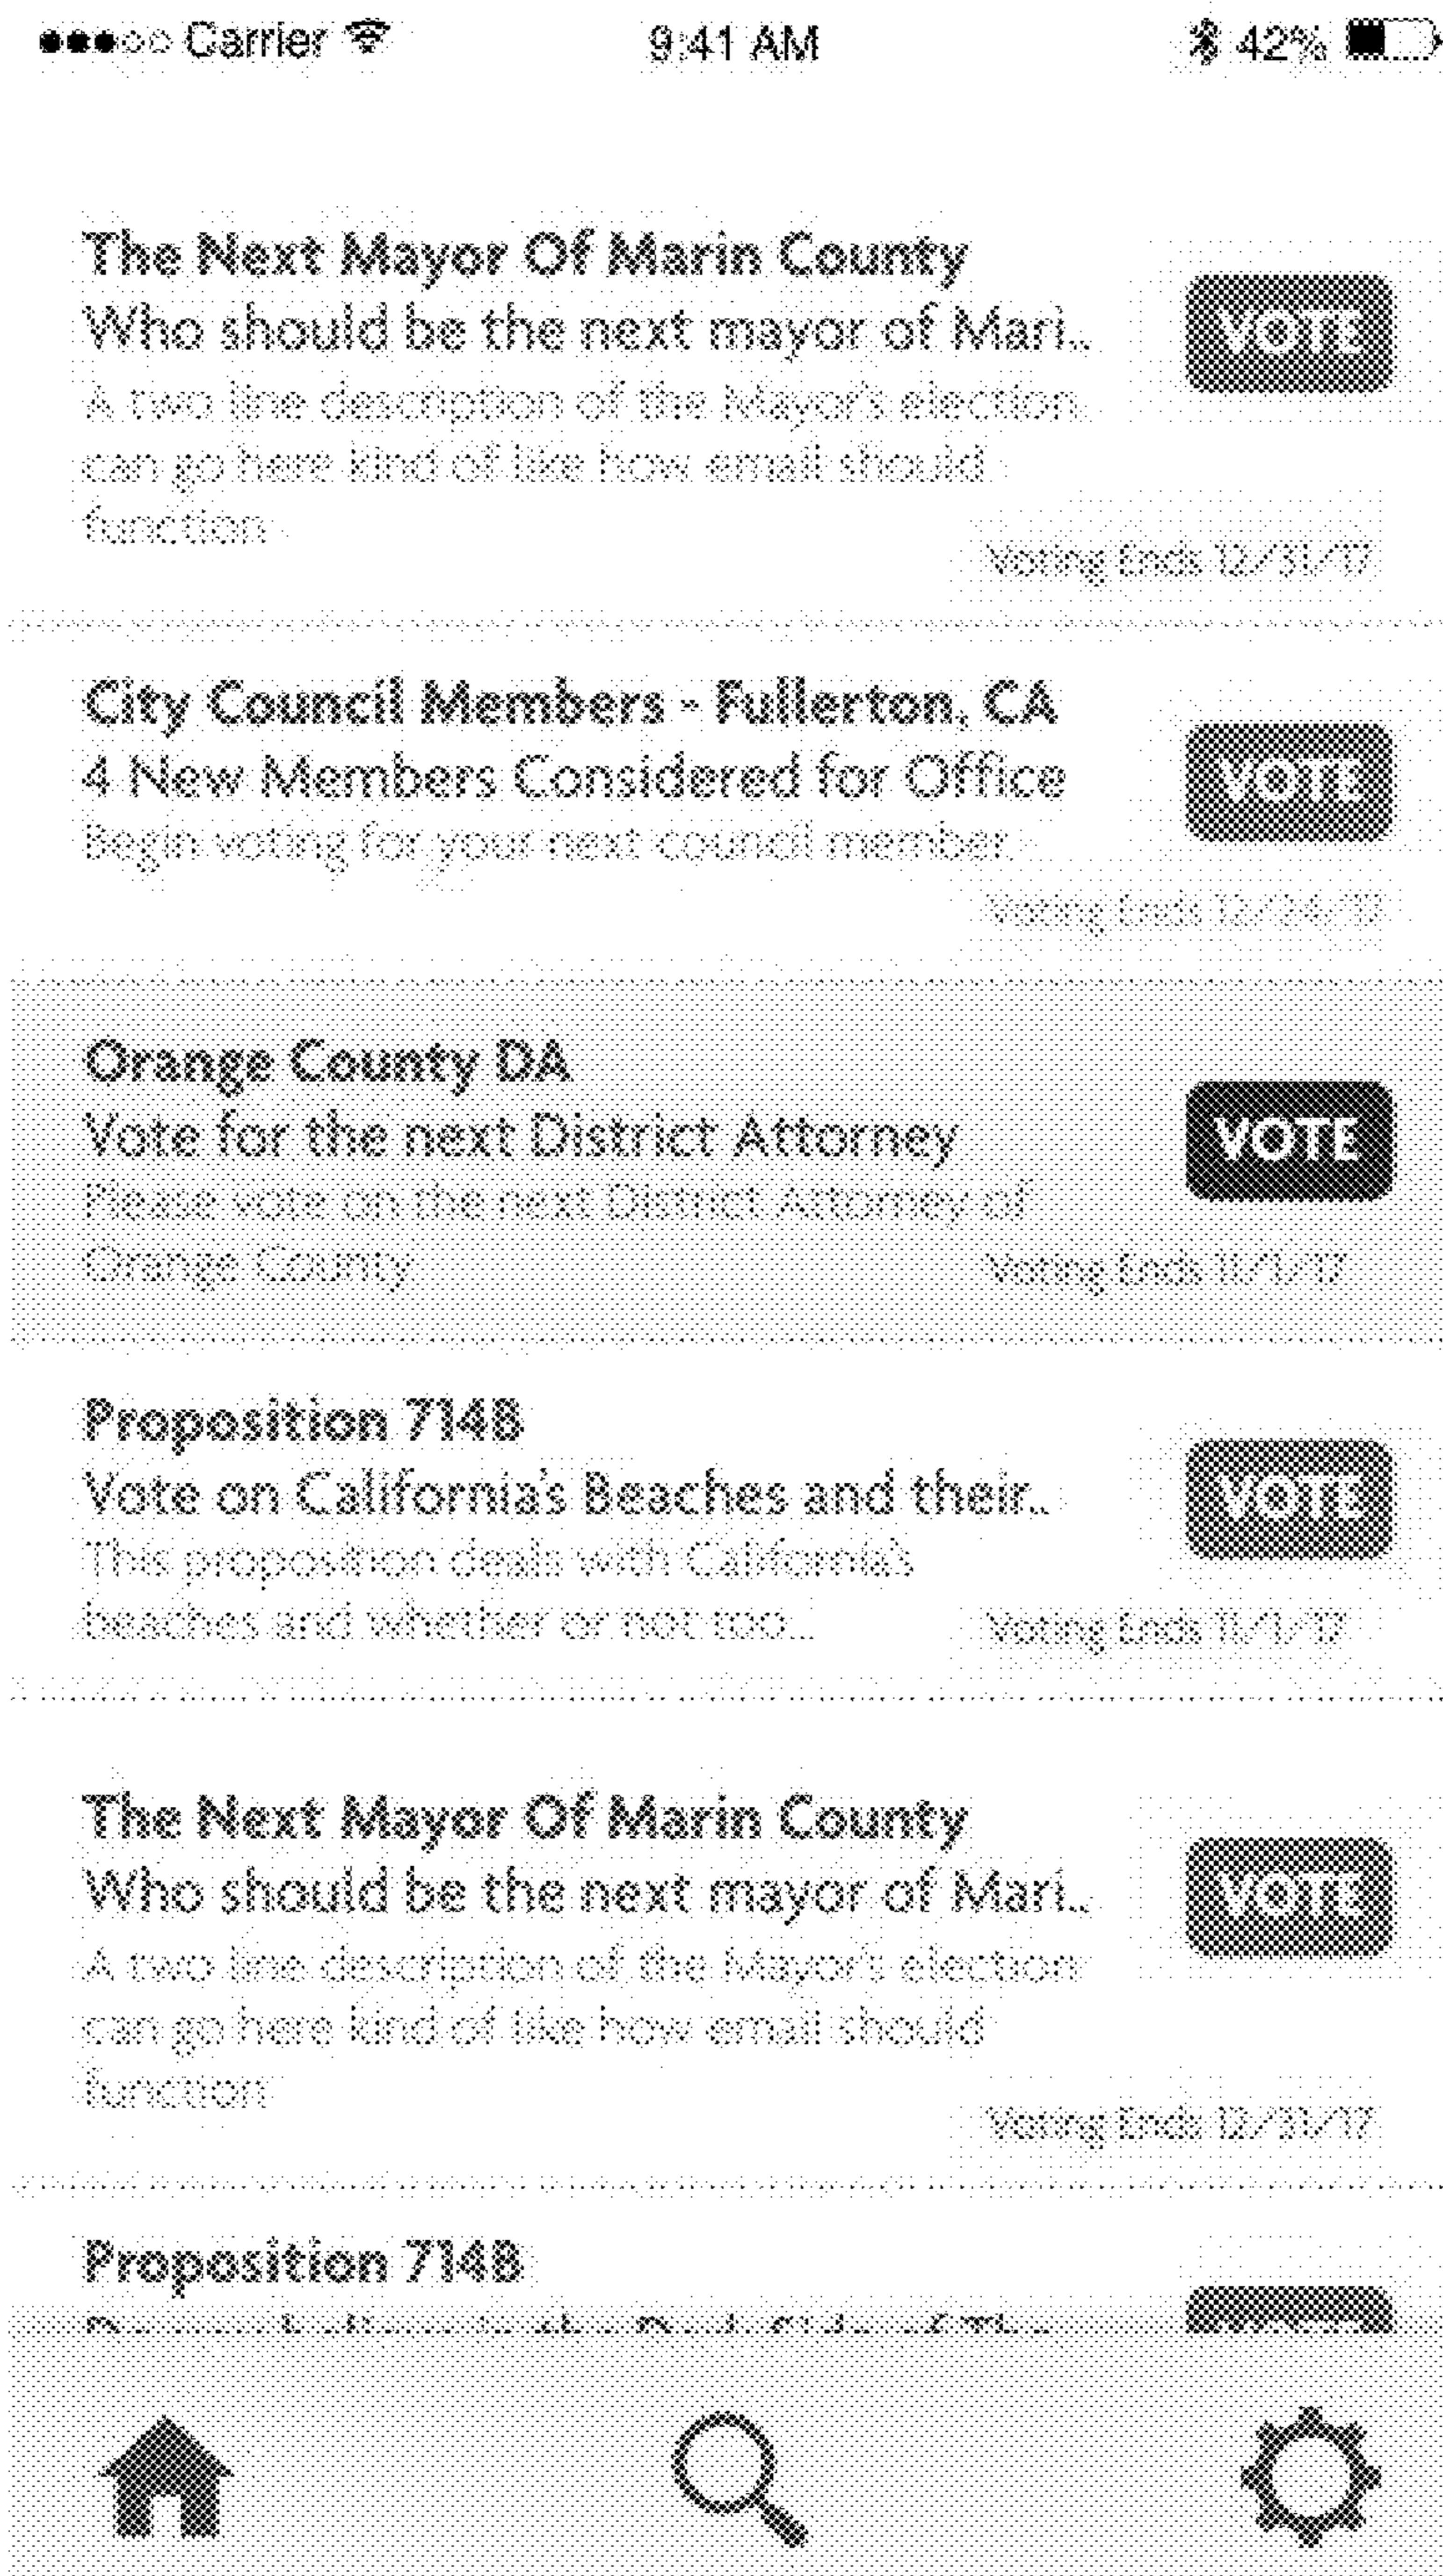 Carrier 9:41 AM 42%
The Next Mayor Of Marin County
Who should be the next mayor of Mari..
VOTE
A two line description of the Mayor's election
can go here kind of like how email should
function
Voting Ends 12/31/17
City Council Members - Fullerton, CA
4 New Members Considered for Office
VOTE
Begin voting for your next council member.
Voting Ends 12/24/17
Orange County DA
Vote for the next District Attorney
VOTE
Please vote on the next District Attorney of
Orange County
Voting Ends 11/1/17
Proposition 714B
Vote on California's Beaches and their..
VOTE
This proposition deals with California's
beaches and whether or not too...
Voting Ends 11/1/17
The Next Mayor Of Marin County
Who should be the next mayor of Mari..
VOTE
A two line description of the Mayor's election
can go here kind of like how email should
function
Voting Ends 12/31/17
Proposition 714B